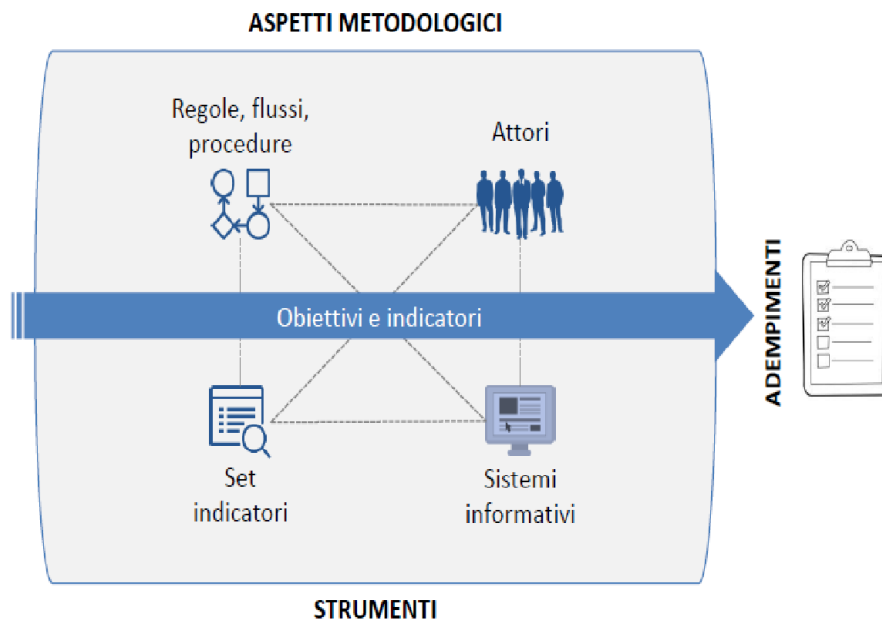 ASPETTI METODOLOGICI
Regole, flussi,
procedure
Attori
Obiettivi e indicatori
ADEMPIMENTI
Set
indicatori
Sistemi
informativi
STRUMENTI